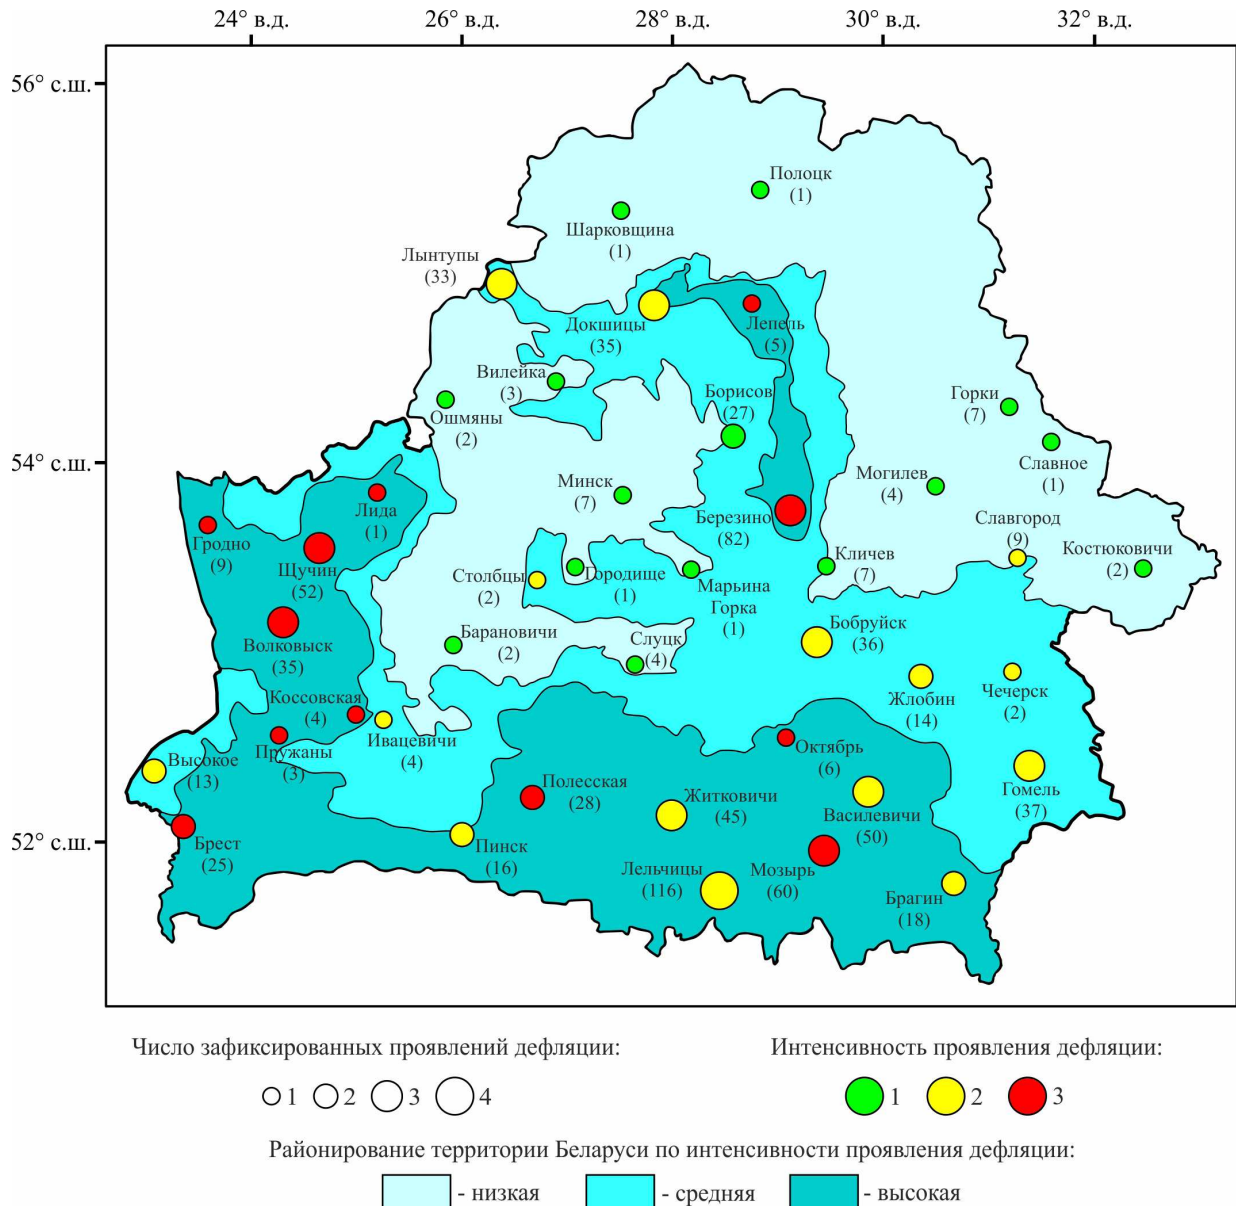 24° в.д.
26° в.д.
28° в.д.
30° в.д.
32° в.д.
56° с.ш.
54° с.ш.
52° с.ш.
Полоцк
(1)
Шарковщина
(1)
Лынтупы
(33)
Докшицы
(35)
Лепель
(5)
Вилейка
(3)
Борисов
(27)
Горки
(7)
Ошмяны
(2)
Славное
(1)
Минск
(7)
Могилев
(4)
Лида
(1)
Березино
(82)
Славгород
(9)
Гродно
(9)
Щучин
(52)
Кличев
(7)
Костюковичи
(2)
Столбцы
(2)
Городище
(1)
Марьина
Горка
(1)
Волковыск
(35)
Барановичи
(2)
Слуцк
(4)
Бобруйск
(36)
Коссовская
(4)
Ивацевичи
(4)
Жлобин
(14)
Чечерск
(2)
Пружаны
(3)
Высокое
(13)
Октябрь
(6)
Полесская
(28)
Житковичи
(45)
Василевичи
(50)
Гомель
(37)
Брест
(25)
Пинск
(16)
Лельчицы
(116)
Мозырь
(60)
Брагин
(18)
Число зафиксированных проявлений дефляции:
1 2 3 4
Интенсивность проявления дефляции:
1 2 3
Районирование территории Беларуси по интенсивности проявления дефляции:
- низкая - средняя - высокая